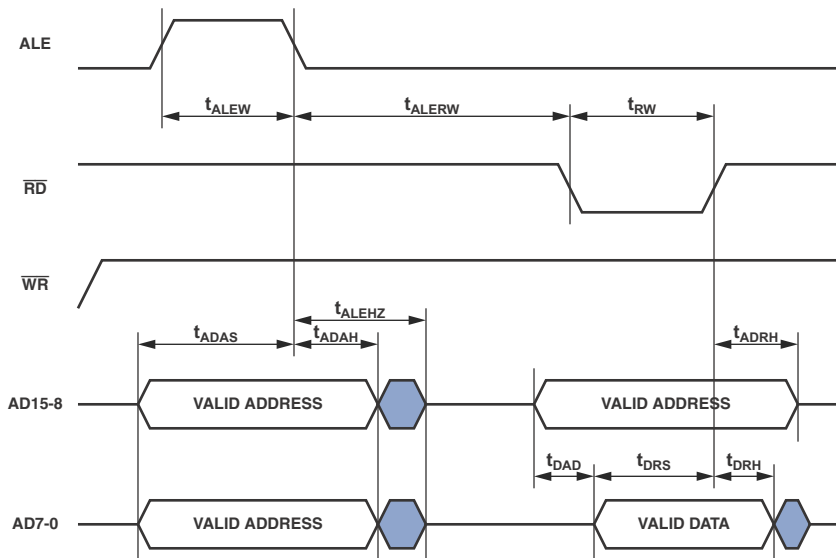 ALE
tALEW
tALERW
tRW
RD
WR
tALEHZ
tADAS
tADAH
tADRH
AD15-8
VALID ADDRESS
VALID ADDRESS
tDAD
tDRS
tDRH
AD7-0
VALID ADDRESS
VALID DATA